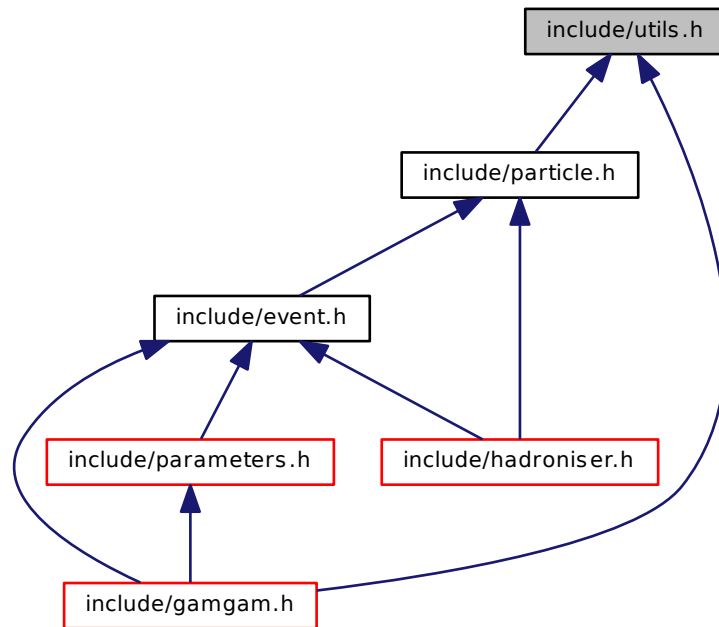 include/utils.h
include/particle.h
include/event.h
include/parameters.h
include/hadroniser.h
include/gamgam.h